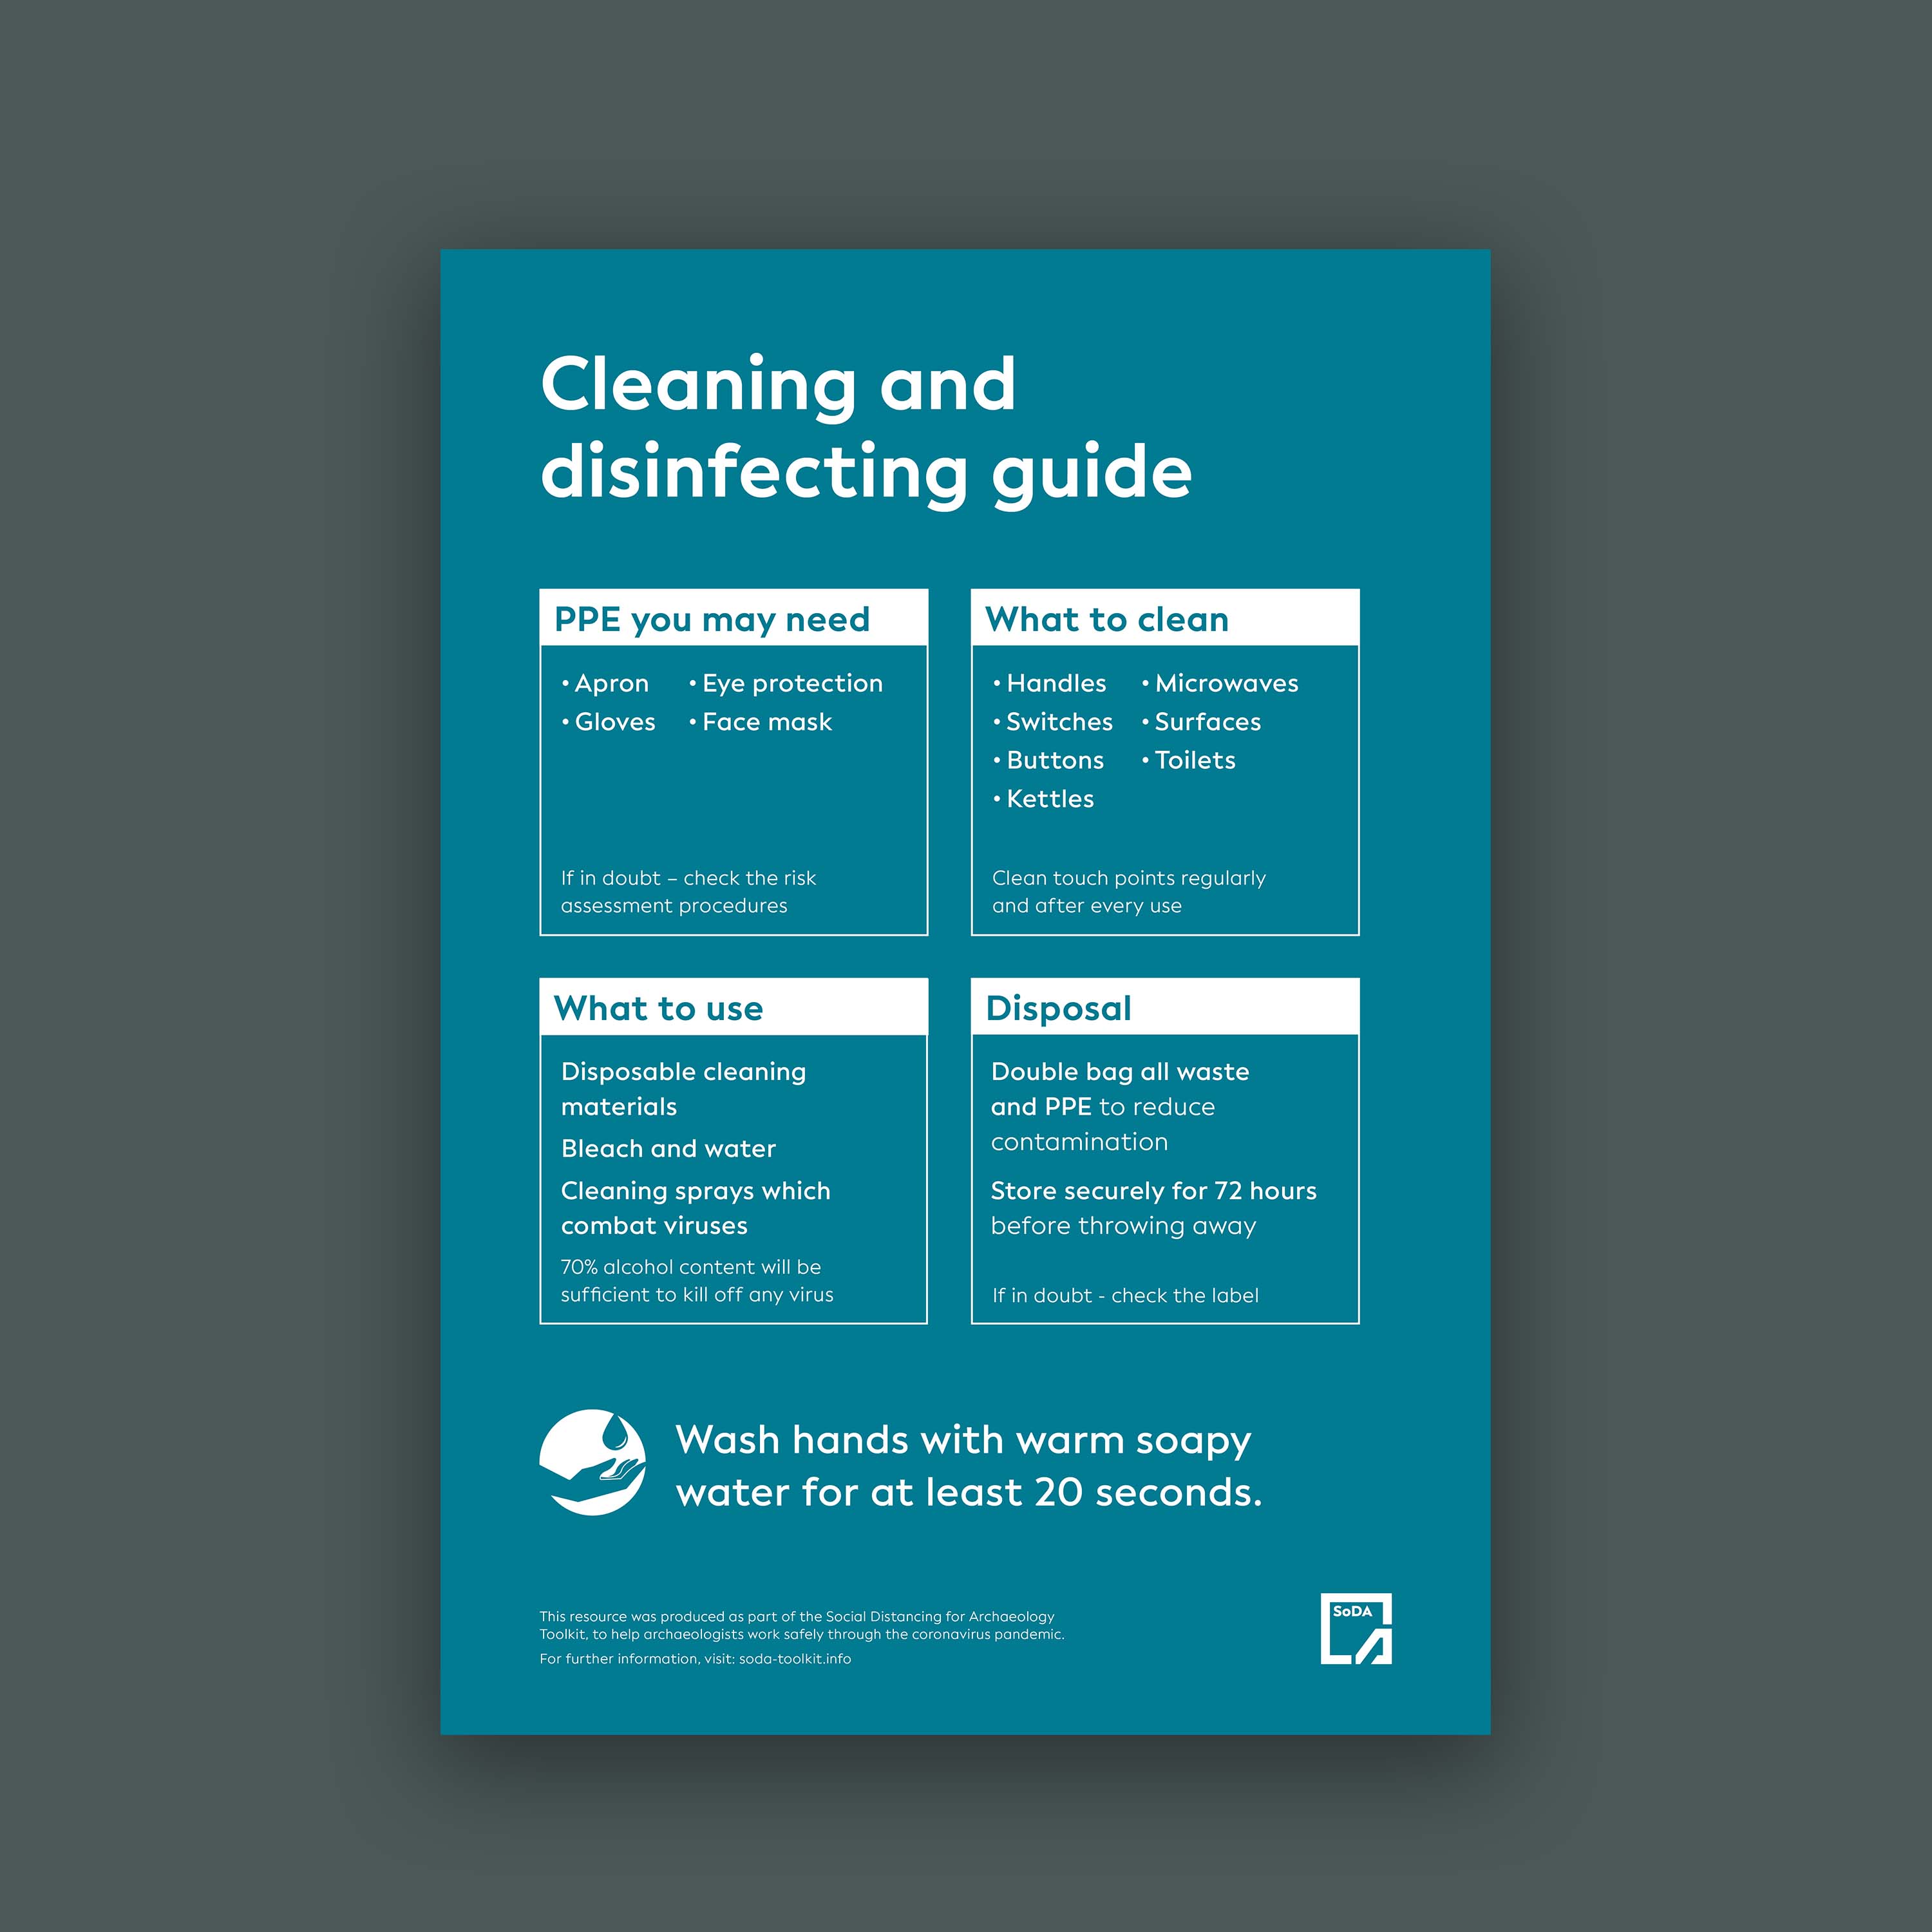 Cleaning and
disinfecting guide
PPE you may need
• Apron
• Gloves
• Eye protection
• Face mask
If in doubt – check the risk
assessment procedures
What to clean
• Handles
• Switches
• Buttons
• Kettles
• Microwaves
• Surfaces
• Toilets
Clean touch points regularly
and after every use
What to use
Disposable cleaning
materials
Bleach and water
Cleaning sprays which
combat viruses
70% alcohol content will be
sufficient to kill off any virus
Disposal
Double bag all waste
and PPE to reduce
contamination
Store securely for 72 hours
before throwing away
If in doubt - check the label
Wash hands with warm soapy
water for at least 20 seconds.
This resource was produced as part of the Social Distancing for Archaeology
Toolkit, to help archaeologists work safely through the coronavirus pandemic.
For further information, visit: soda-toolkit.info
SoDA